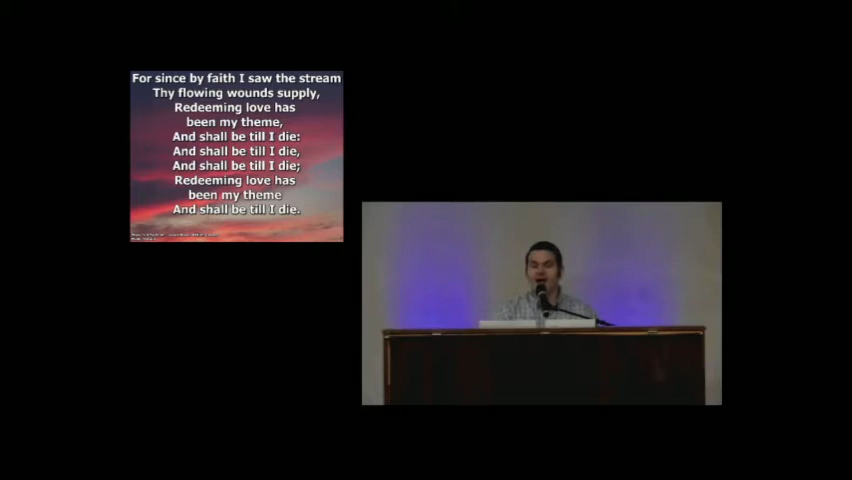 For since by faith I saw the stream
Thy flowing wounds supply,
Redeeming love has
been my theme,
And shall be till I die:
And shall be till I die,
And shall be till I die;
Redeeming love has
been my theme
And shall be till I die.